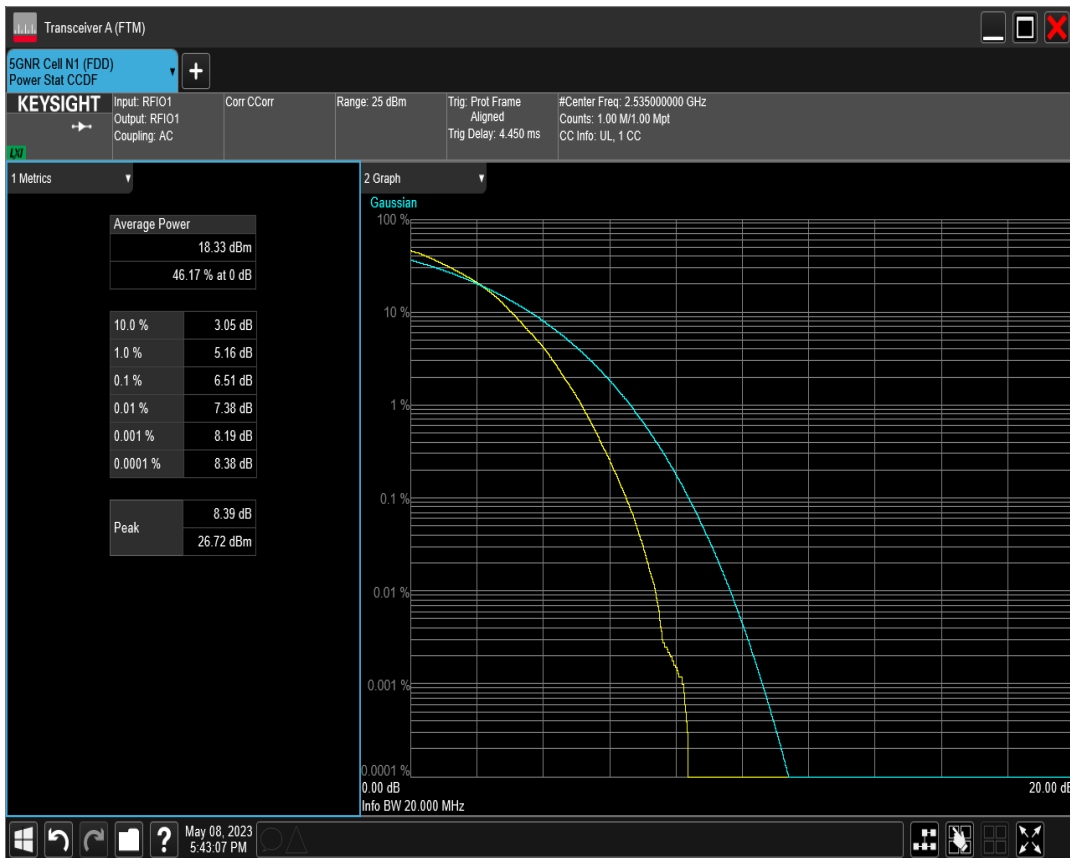 Transceiver A (FTM)
5GNR Cell N1 (FDD)
Power Stat CCDF
+
KEYSIGHT
LXI
Input: RFIO1
Output: RFIO1
Coupling: AC
Corr CCorr
Range: 25 dBm
Trig: Prot Frame
Aligned
Trig Delay: 4.450 ms
#Center Freq: 2.535000000 GHz
Counts: 1.00 M/1.00 Mpt
CC Info: UL, 1 CC
1 Metrics
Average Power
18.33 dBm
46.17 % at 0 dB
10.0 % 3.05 dB
1.0 % 5.16 dB
0.1 % 6.51 dB
0.01 % 7.38 dB
0.001 % 8.19 dB
0.0001 % 8.38 dB
Peak
8.39 dB
26.72 dBm
2 Graph
Gaussian
100 %
10 %
1 %
0.1 %
0.01 %
0.001 %
0.0001 %
0.00 dB 20.00 dB
Info BW 20.000 MHz
?
May 08, 2023
5:43:07 PM